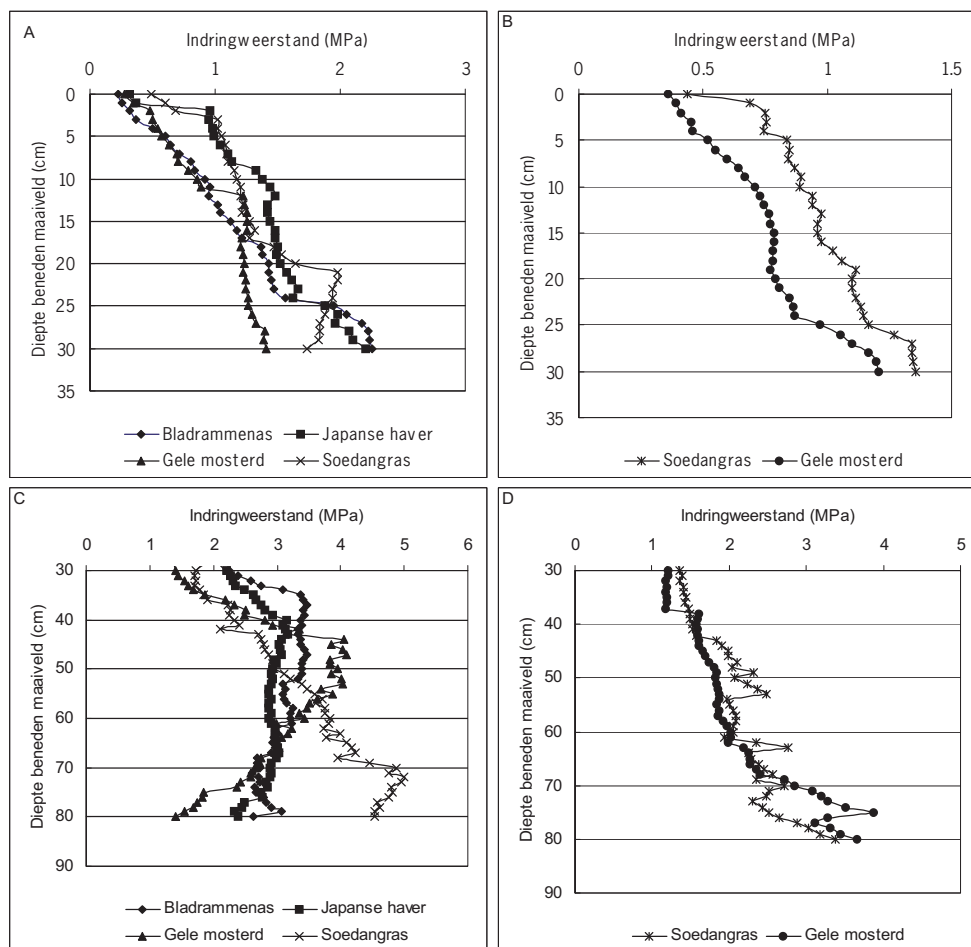 A
Indringweerstand (MPa)
0 1 2 3
0
5
10
15
20
25
30
35
Diepte beneden maaiveld (cm)
Bladrammenas Japanse haver
Gele mosterd Soedangras
B
Indringweerstand (MPa)
0 0.5 1 1.5
0
5
10
15
20
25
30
35
Diepte beneden maaiveld (cm)
Soedangras Gele mosterd
C
Indringweerstand (MPa)
0 1 2 3 4 5 6
30
40
50
60
70
80
90
Diepte beneden maaiveld (cm)
Bladrammenas Japanse haver
Gele mosterd Soedangras
D
Indringweerstand (MPa)
0 1 2 3 4 5
30
40
50
60
70
80
90
Diepte beneden maaiveld (cm)
Soedangras Gele mosterd